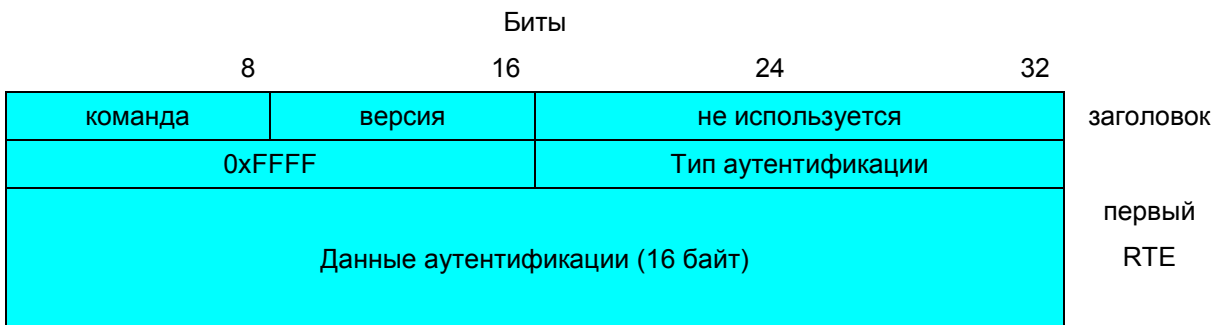 Биты
8 16 24 32
команда версия не используется заголовок
0xFFFF Тип аутентификации
первый
Данные аутентификации (16 байт) RTE